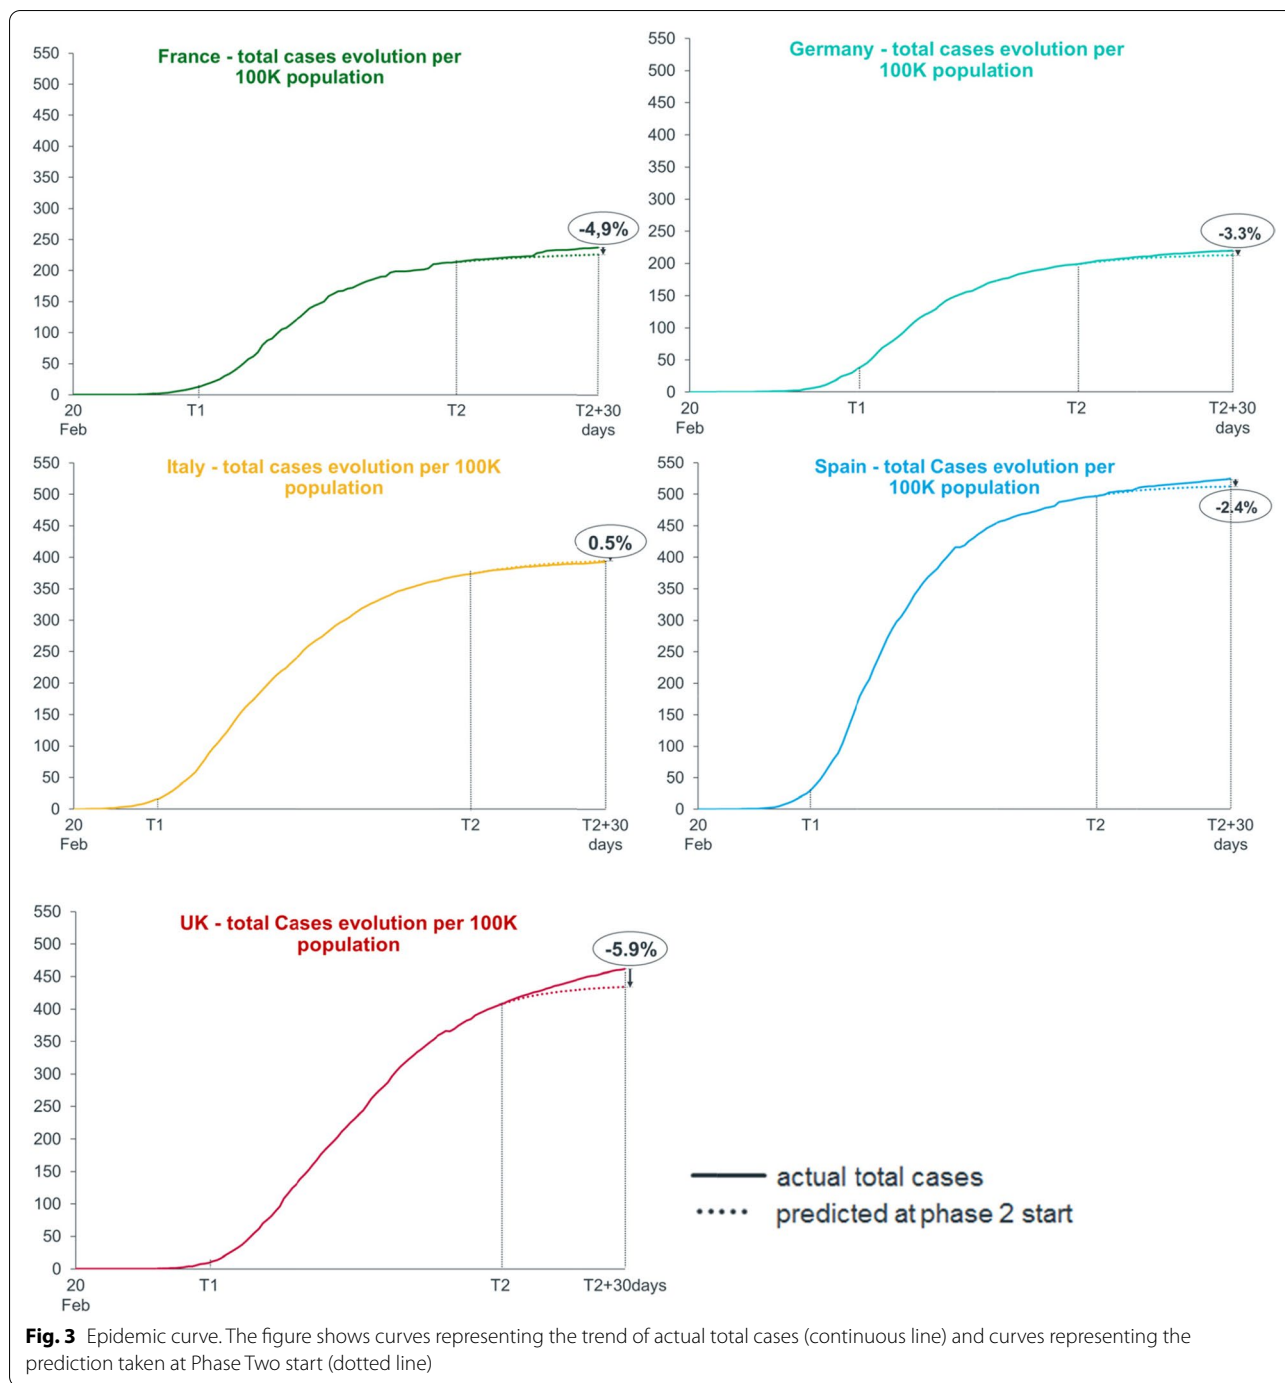 France - total cases evolution per
100K population
550
500
450
400
350
300
250
200
150
100
50
0
-4,9%
20
Feb
T1
T2
T2+30
days
Germany - total cases evolution per
100K population
550
500
450
400
350
300
250
200
150
100
50
0
-3.3%
20
Feb
T1
T2
T2+30
days
Italy - total cases evolution per 100K
population
550
500
450
400
350
300
250
200
150
100
50
0
0.5%
20
Feb
T1
T2
T2+30
days
Spain - total Cases evolution per
100K population
550
500
450
400
350
300
250
200
150
100
50
0
-2.4%
20
Feb
T1
T2
T2+30
days
UK - total Cases evolution per 100K
population
550
500
450
400
350
300
250
200
150
100
50
0
-5.9%
20
Feb
T1
T2
T2+30days
actual total cases
predicted at phase 2 start
Fig. 3 Epidemic curve. The figure shows curves representing the trend of actual total cases (continuous line) and curves representing the
prediction taken at Phase Two start (dotted line)